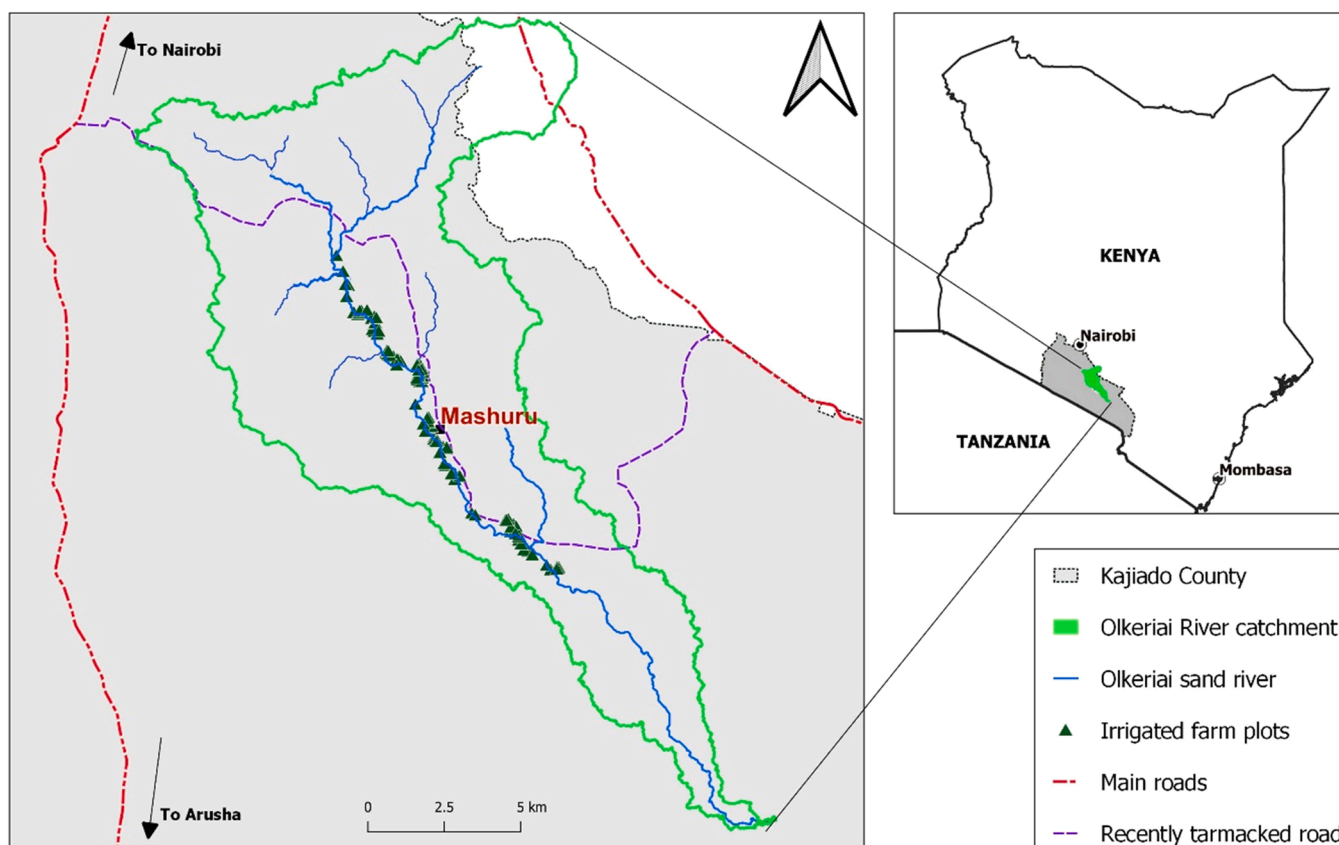 To Nairobi
Mashuru
0 2.5 5 km
To Arusha
KENYA
Nairobi
TANZANIA
Mombasa
Kajiado County
Olkeriai River catchment
Olkeriai sand river
Irrigated farm plots
Main roads
Recently tarmacked road